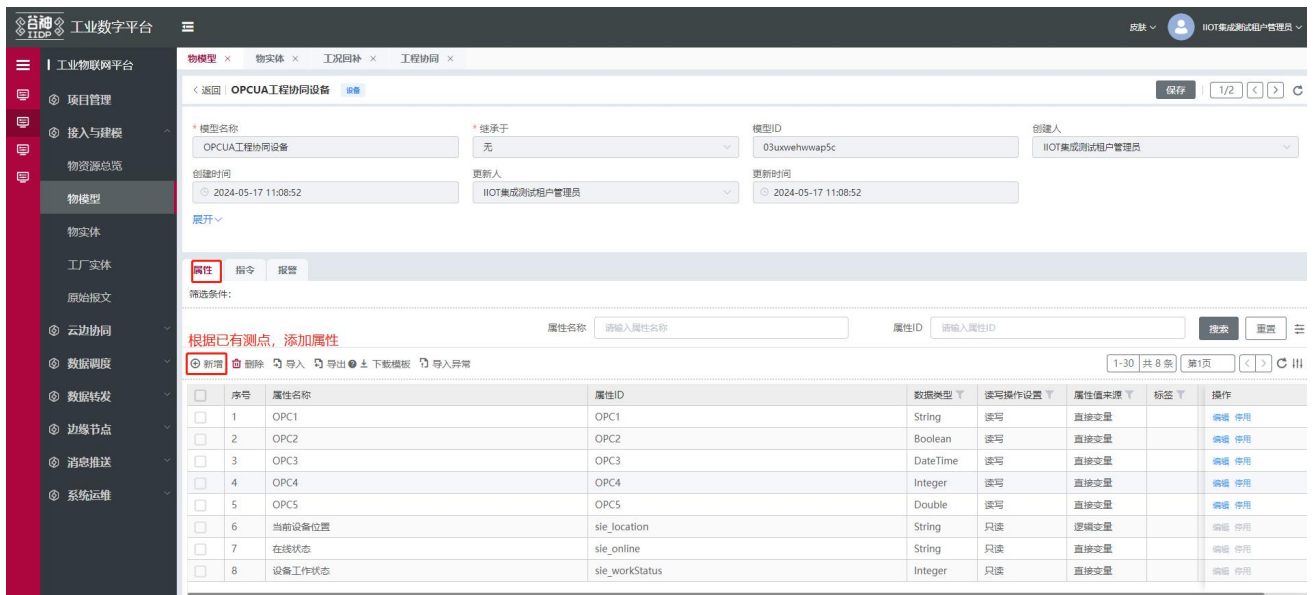 谷神 IIDP 工业数字平台 皮肤 IIOT集成测试租户管理员
工业物联网平台
项目管理
接入与建模
物资源总览
物模型
物实体
工厂实体
原始报文
云边协同
数据调度
数据转发
边缘节点
消息推送
系统运维
物模型 × 物实体 × 工况回补 × 工程协同 ×
< 返回 OPCUA工程协同设备 设备 保存 1/2 < >
* 模型名称 * 继承于 模型ID 创建人
OPCUA工程协同设备 无 03uxwehwwap5c IIOT集成测试租户管理员
创建时间 更新人 更新时间
2024-05-17 11:08:52 IIOT集成测试租户管理员 2024-05-17 11:08:52
展开
属性 指令 报警
筛选条件：
属性名称 请输入属性名称 属性ID 请输入属性ID 搜索 重置
根据已有测点，添加属性
新增 删除 导入 导出 下载模板 导入异常 1-30 共 8 条 第1页 < >
序号 属性名称 属性ID 数据类型 读写操作设置 属性值来源 标签 操作
1 OPC1 OPC1 String 读写 直接变量 编辑 停用
2 OPC2 OPC2 Boolean 读写 直接变量 编辑 停用
3 OPC3 OPC3 DateTime 读写 直接变量 编辑 停用
4 OPC4 OPC4 Integer 读写 直接变量 编辑 停用
5 OPC5 OPC5 Double 读写 直接变量 编辑 停用
6 当前设备位置 sie_location String 只读 逻辑变量 编辑 停用
7 在线状态 sie_online String 只读 直接变量 编辑 停用
8 设备工作状态 sie_workStatus Integer 只读 直接变量 编辑 停用